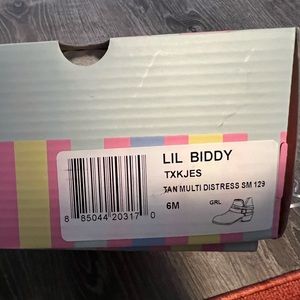 LIL BIDDY
TXKJES
TAN MULTI DISTRESS SM 129
6M GRL
8 85044 20317 0